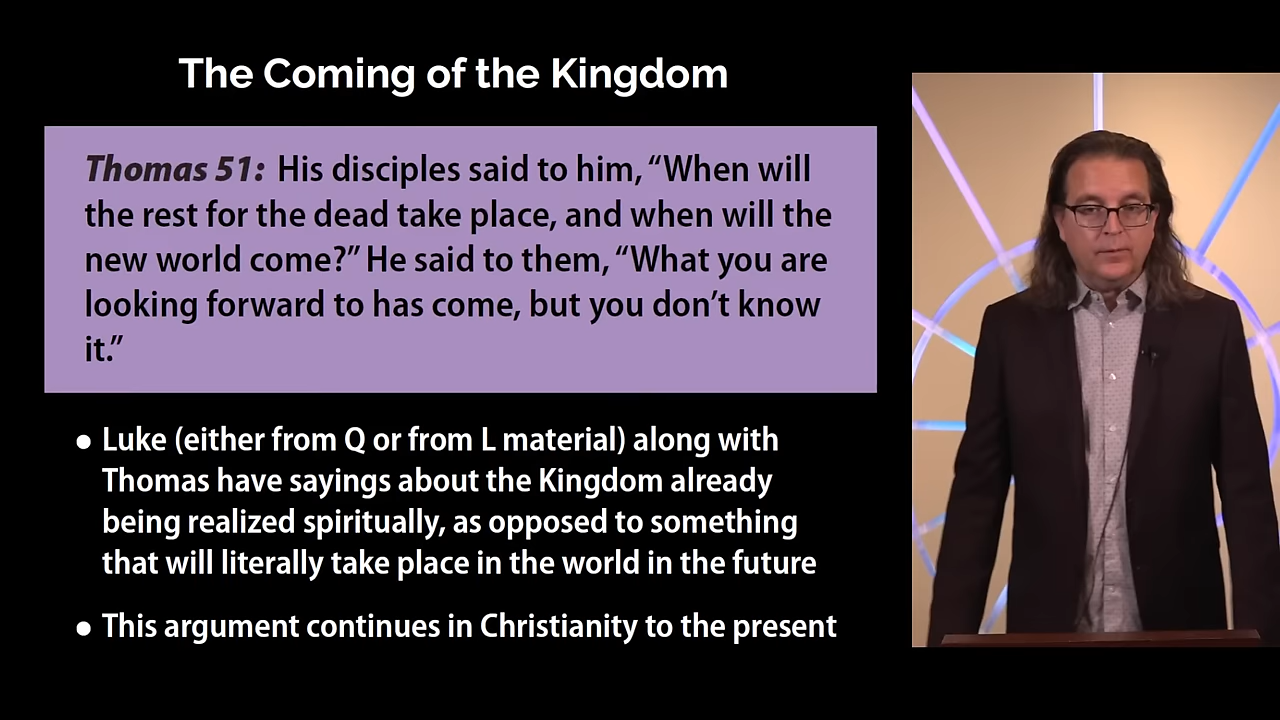 The Coming of the Kingdom
Thomas 51: His disciples said to him, “When will
the rest for the dead take place, and when will the
new world come?” He said to them, “What you are
looking forward to has come, but you don’t know
it.”
● Luke (either from Q or from L material) along with
Thomas have sayings about the Kingdom already
being realized spiritually, as opposed to something
that will literally take place in the world in the future
● This argument continues in Christianity to the present